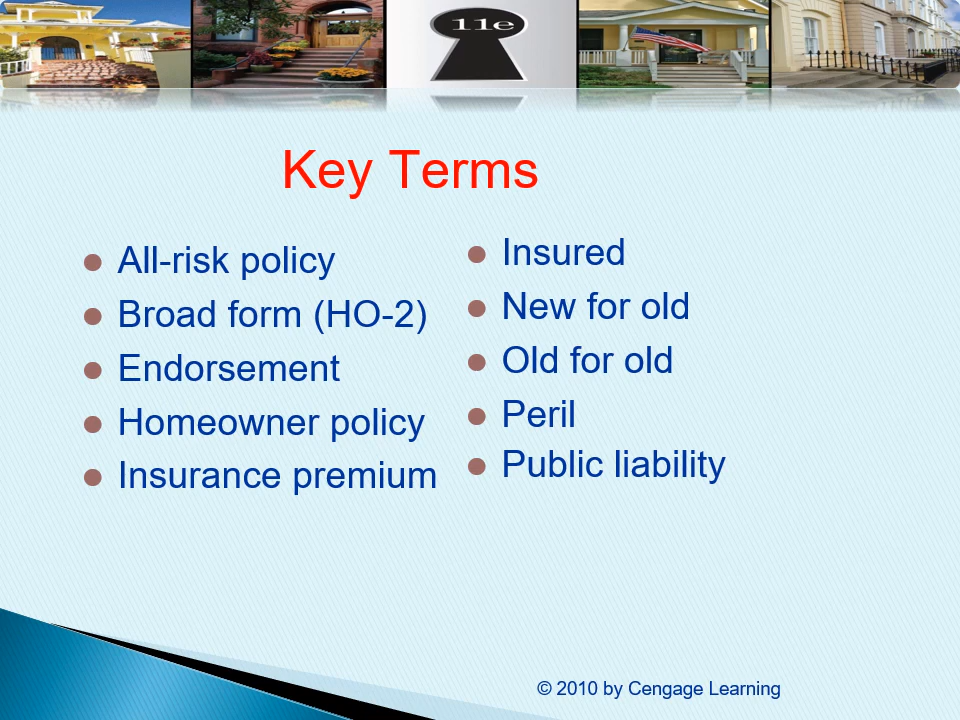 11e
Key Terms
All-risk policy
Broad form (HO-2)
Endorsement
Homeowner policy
Insurance premium
Insured
New for old
Old for old
Peril
Public liability
© 2010 by Cengage Learning